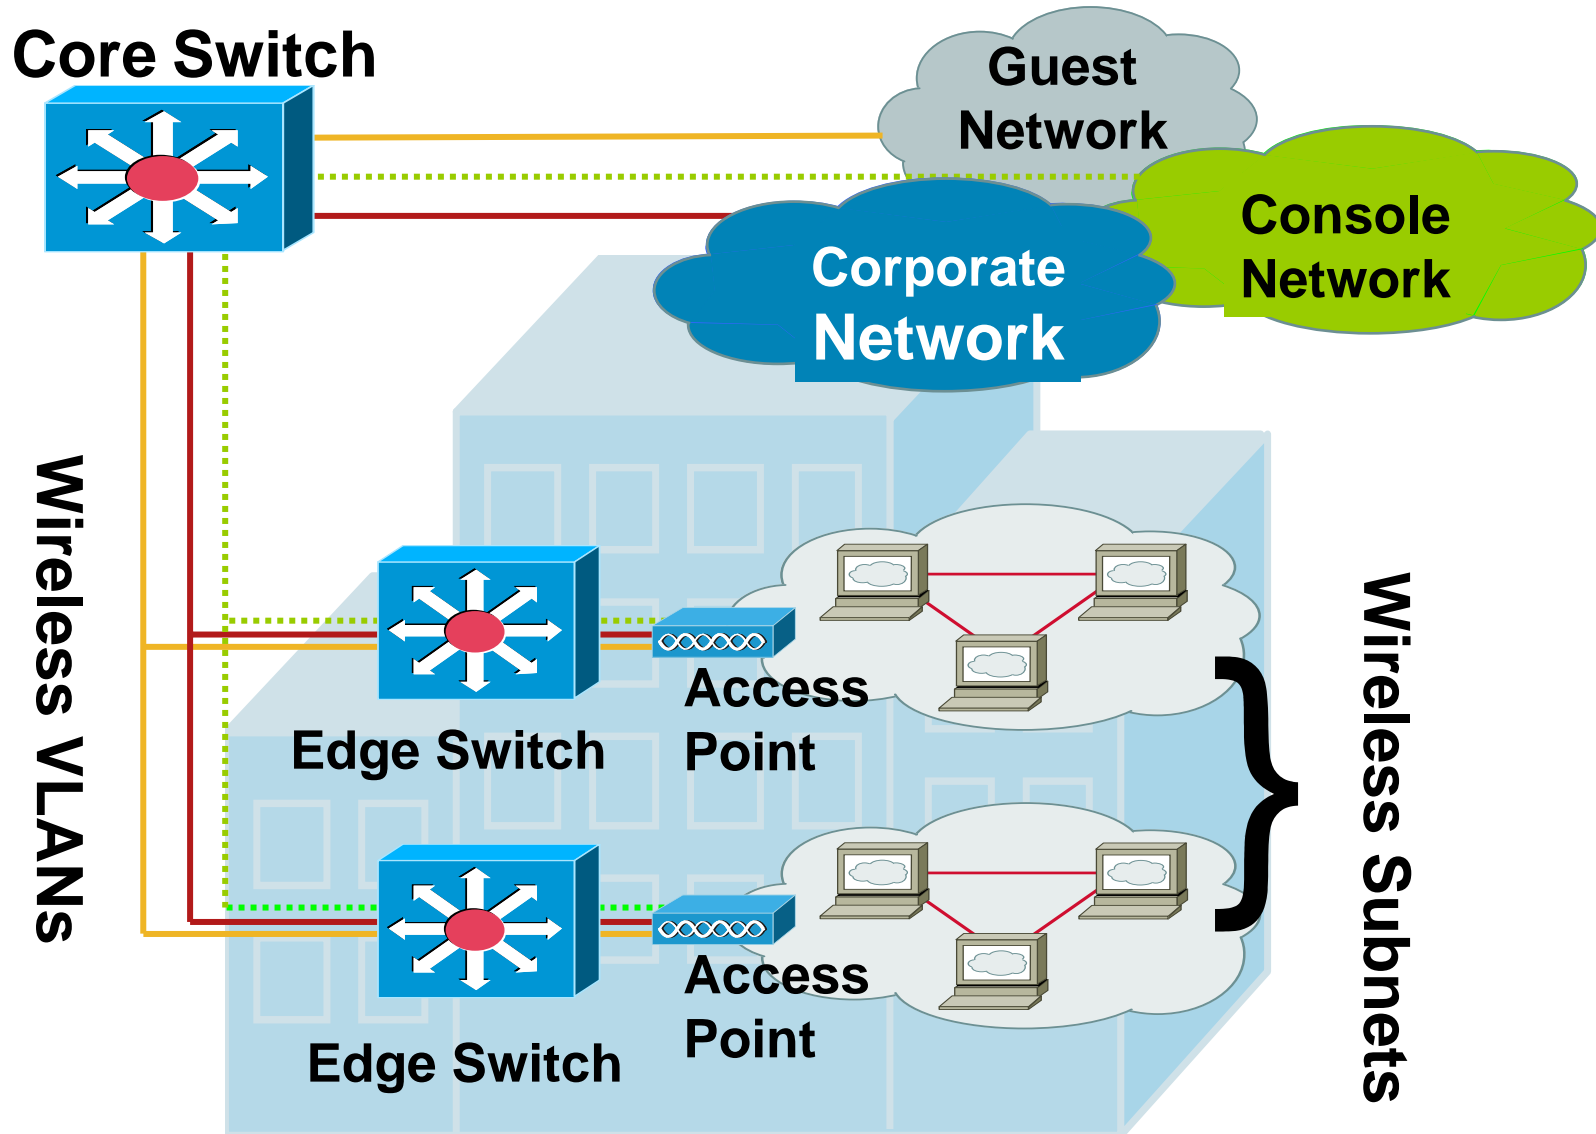 Core Switch
Guest
Network
Console
Network
Corporate
Network
Wireless VLANs
Edge Switch
Access
Point
Wireless Subnets
Edge Switch
Access
Point